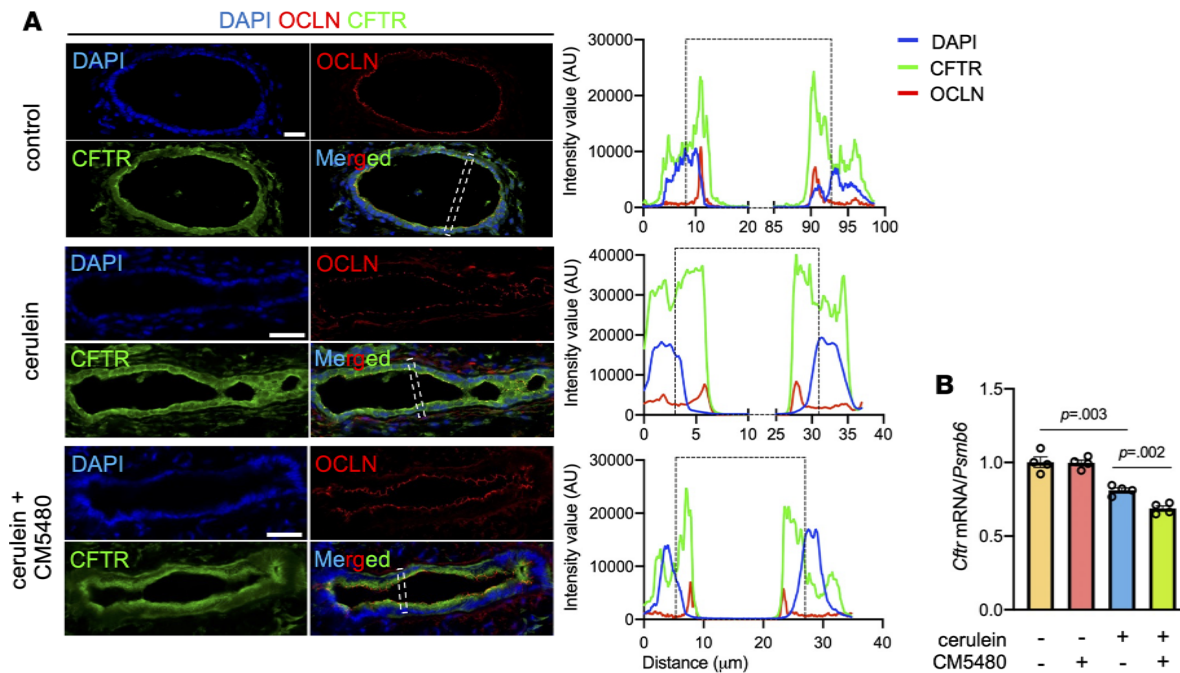 A
DAPI OCLN CFTR
control
DAPI
OCLN
CFTR
Merged
cerulein
DAPI
OCLN
CFTR
Merged
cerulein +
CM5480
DAPI
OCLN
CFTR
Merged
Intensity value (AU)
30000
20000
10000
0
0 10 20 85 90 95 100
DAPI
CFTR
OCLN
Intensity value (AU)
40000
30000
20000
10000
0
0 5 10 25 30 35 40
Intensity value (AU)
30000
20000
10000
0
0 10 20 30 40
Distance (μm)
B
Cftr mRNA/Psmb6
1.5
1.0
0.5
0.0
p=.003
p=.002
cerulein - - + +
CM5480 - + - +